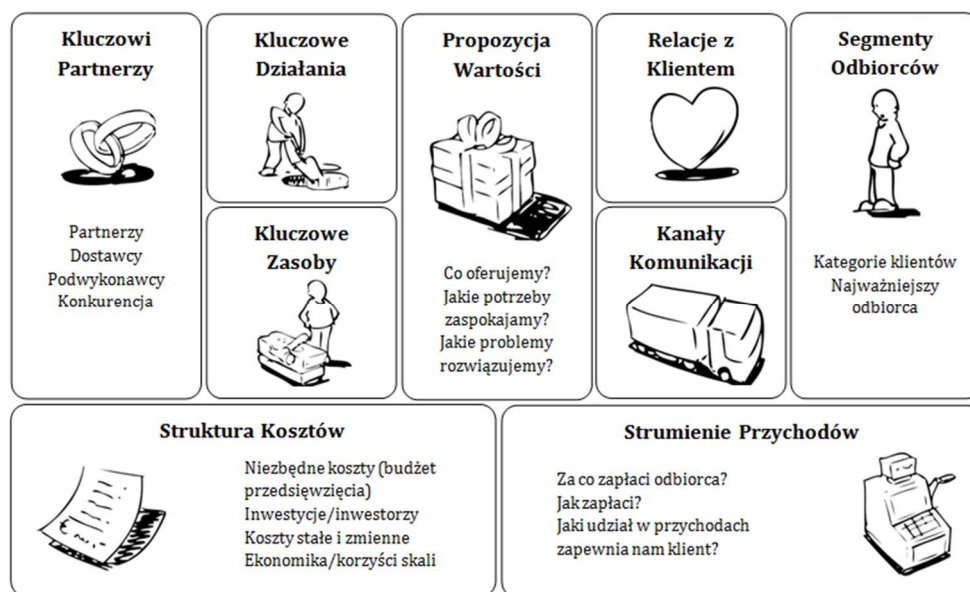 Kluczowi
Partnerzy
Partnerzy
Dostawcy
Podwykonawcy
Konkurencja
Kluczowe
Działania
Kluczowe
Zasoby
Propozycja
Wartości
Co oferujemy?
Jakie potrzeby
zaspokajamy?
Jakie problemy
rozwiązujemy?
Relacje z
Klientem
Kanały
Komunikacji
Segmenty
Odbiorców
Kategorie klientów
Najważniejszy
odbiorca
Struktura Kosztów
Niezbędne koszty (budżet
przedsięwzięcia)
Inwestycje/inwestorzy
Koszty stałe i zmienne
Ekonomika/korzyści skali
Strumienie Przychodów
Za co zapłaci odbiorca?
Jak zapłaci?
Jaki udział w przychodach
zapewnia nam klient?